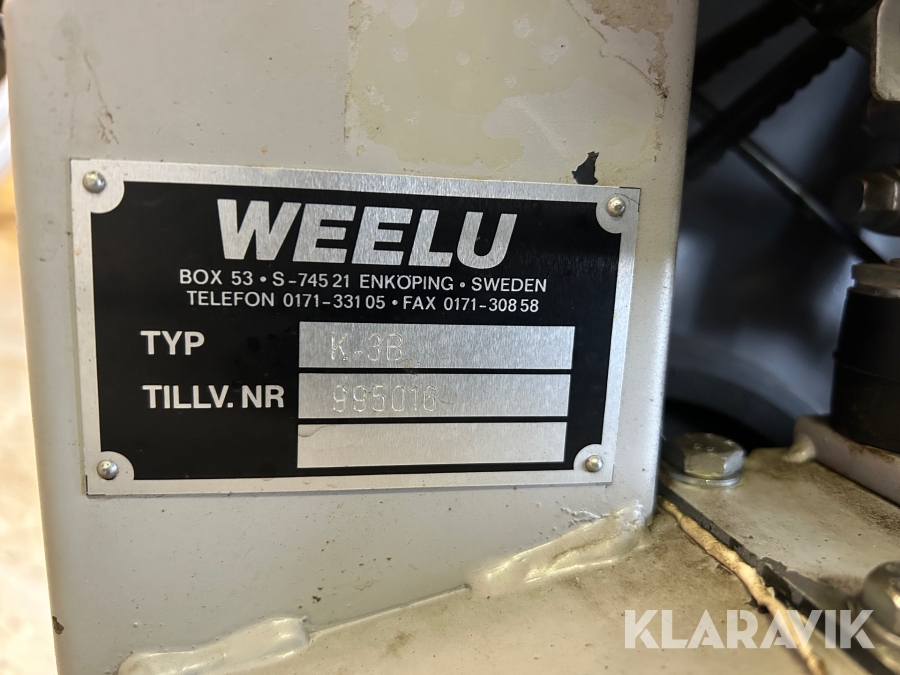 WEELU
BOX 53 • S-745 21 ENKÖPING • SWEDEN
TELEFON 0171-331 05 • FAX 0171-308 58
TYP K-3B
TILLV. NR 995016
KLARAVIK